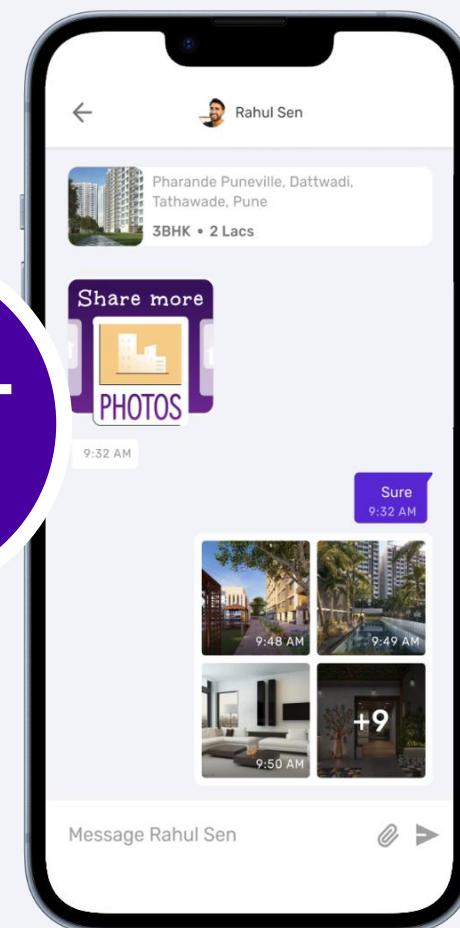 Rahul Sen
Pharande Puneville, Dattwadi,
Tathawade, Pune
3BHK • 2 Lacs
Share more
PHOTOS
9:32 AM
Sure
9:32 AM
9:48 AM
9:49 AM
9:50 AM
+9
Message Rahul Sen